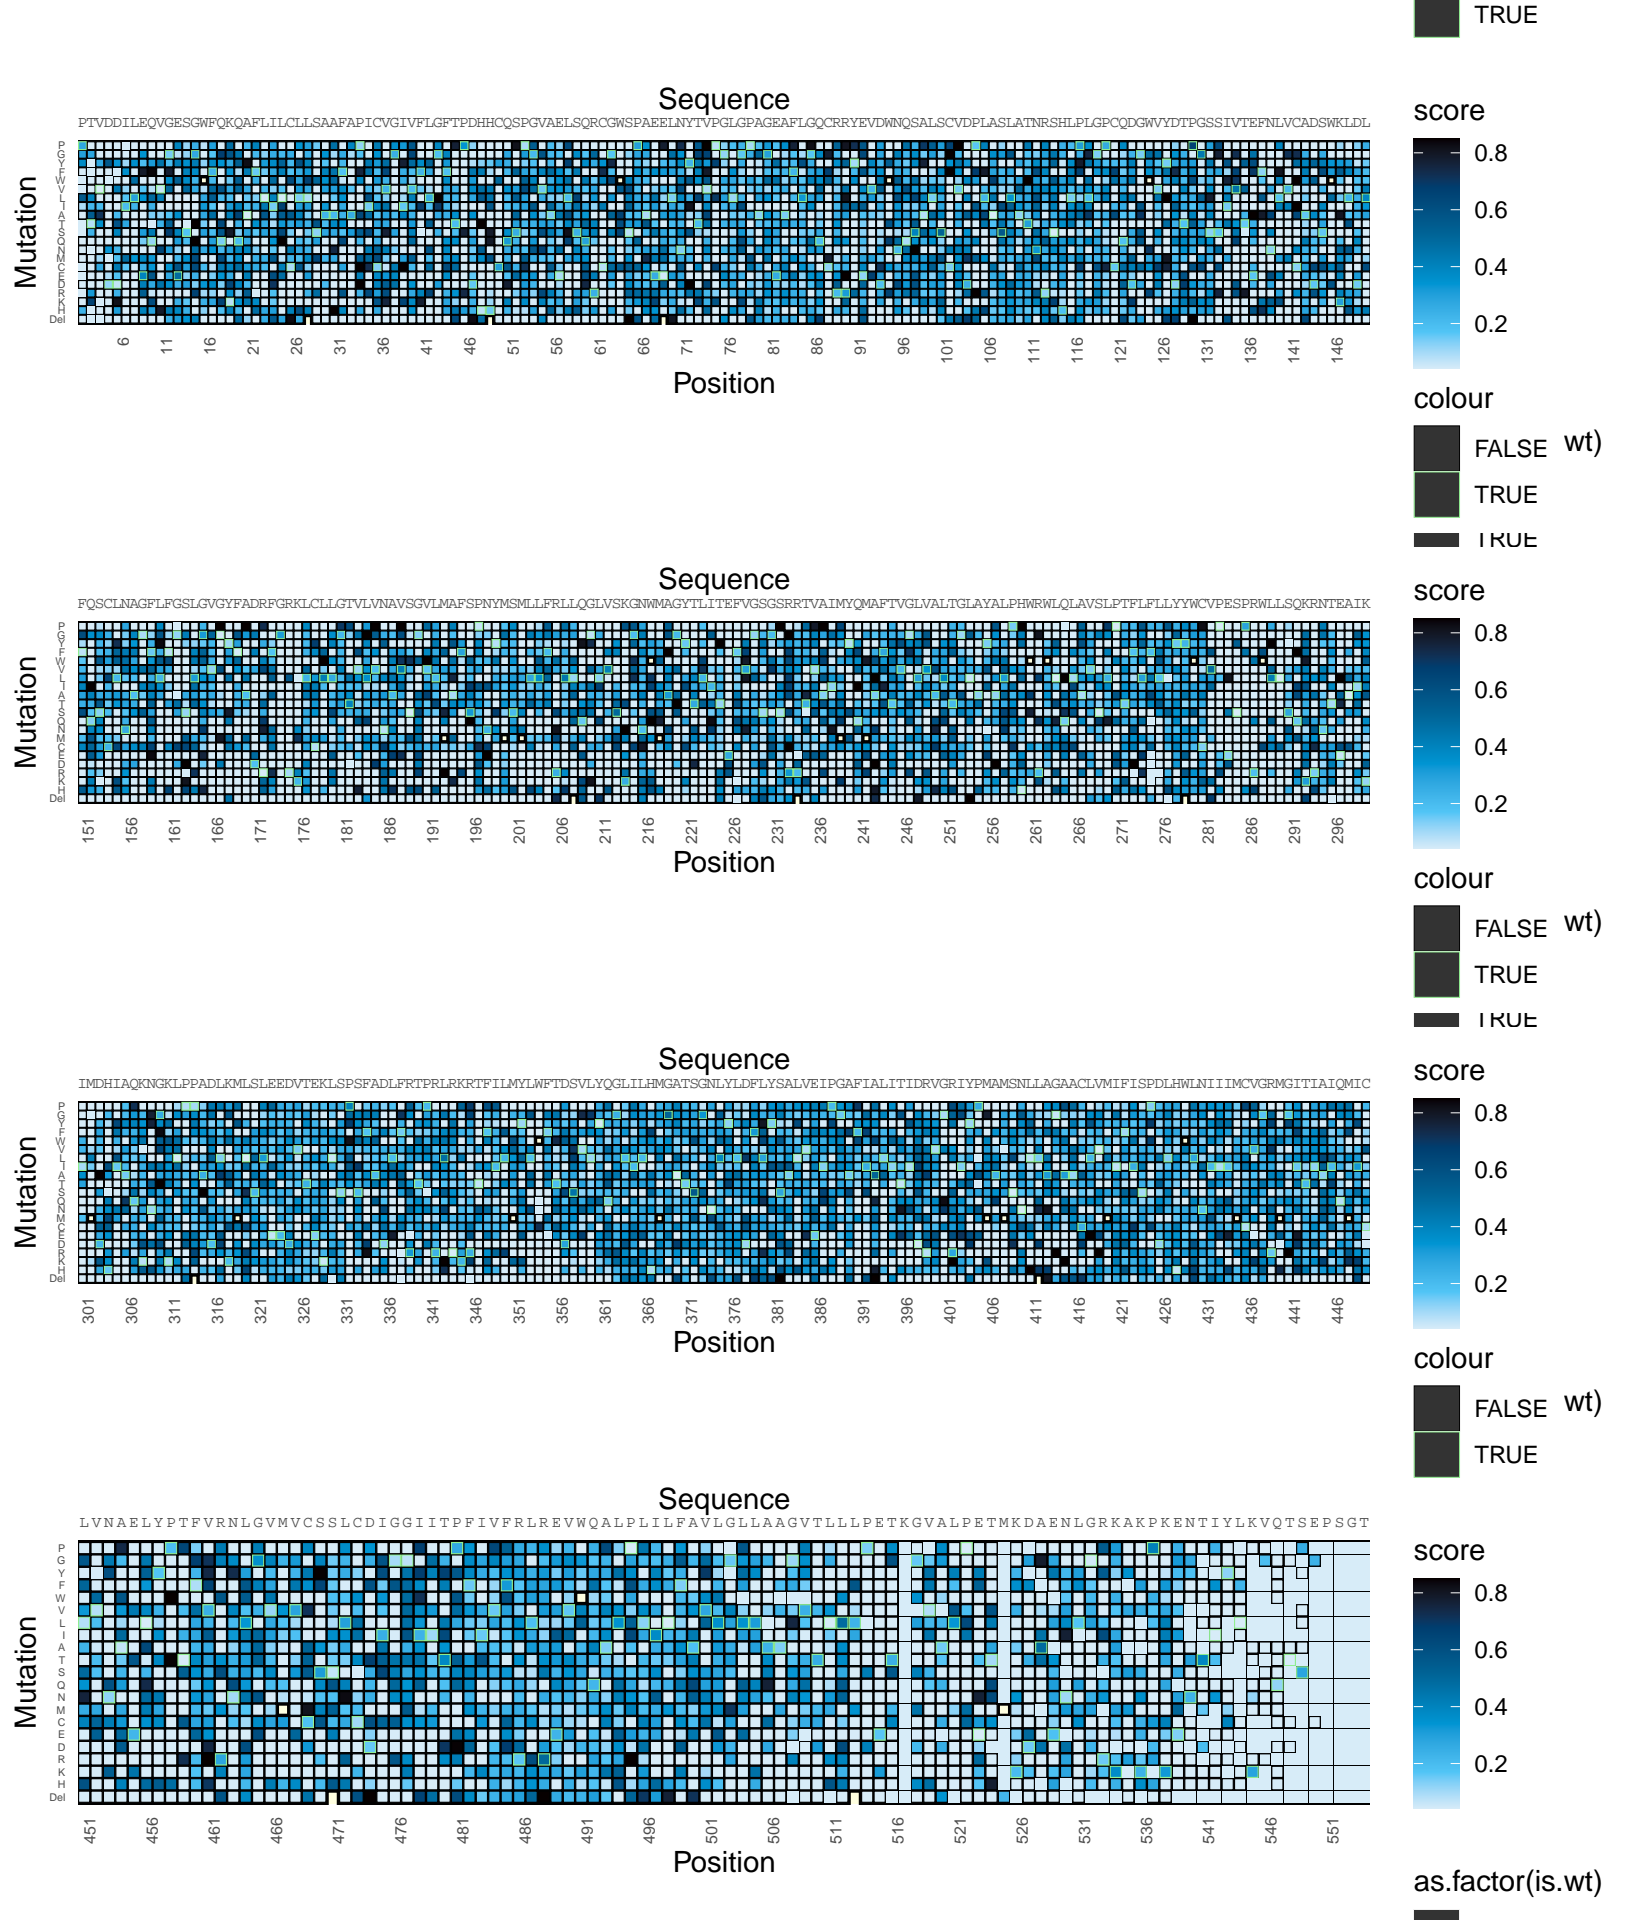 TRUE
Sequence
PTVDDILEQVGESGWFQKQAFLILCLLSAAFAPICVGIVFLGFTPDHHCQSPGVAELSQRCGWSPAEELNYTVPGLGPAGEAFLGQCRRYEVDWNQSALSCVDPLASLATNRSHLPLGPCQDGWVYDTPGSSIVTEFNLVCADSWKLDL
Mutation
P
G
Y
F
W
V
L
I
A
T
S
Q
N
M
C
E
D
R
K
H
Del
6 11 16 21 26 31 36 41 46 51 56 61 66 71 76 81 86 91 96 101 106 111 116 121 126 131 136 141 146
Position
score
0.8
0.6
0.4
0.2
colour
FALSE wt)
TRUE
TRUE
Sequence
FQSCLNAGFLFGSLGVGYFADRFGRKLCLLGTVLVNAVSGVLMAFSPNYMSMLLFRLLQGLVSKGNWMAGYTLITEFVGSGSRRTVAIMYQMAFTVGLVALTGLAYALPHWRWLQLAVSLPTFLFLLYYWCVPESPRWLLSQKRNTEAIK
Mutation
P
G
Y
F
W
V
L
I
A
T
S
Q
N
M
C
E
D
R
K
H
Del
151 156 161 166 171 176 181 186 191 196 201 206 211 216 221 226 231 236 241 246 251 256 261 266 271 276 281 286 291 296
Position
score
0.8
0.6
0.4
0.2
colour
FALSE wt)
TRUE
TRUE
Sequence
IMDHIAQKNGKLPPADLKMLSLEEDVTEKLSPSFADLFRTPRLRKRTFILMYLWFTDSVLYQGLILHMGATSGNLYLDFLYSALVEIPGAFIALITIDRVGRIYPMAMSNLLAGAACLVMIFISPDLHWLNIIIMCVGRMGITIAIQMIC
Mutation
P
G
Y
F
W
V
L
I
A
T
S
Q
N
M
C
E
D
R
K
H
Del
301 306 311 316 321 326 331 336 341 346 351 356 361 366 371 376 381 386 391 396 401 406 411 416 421 426 431 436 441 446
Position
score
0.8
0.6
0.4
0.2
colour
FALSE wt)
TRUE
Sequence
LVNAELYPTFVRNLGVMVCSSLCDIGGIITPFIVFRLREVWQALPLILFAVLGLLAAGVTLLLPETKGVALPETMKDAENLGRKAKPKENTIYLKVQTSEPSGT
Mutation
P
G
Y
F
W
V
L
I
A
T
S
Q
N
M
C
E
D
R
K
H
Del
451 456 461 466 471 476 481 486 491 496 501 506 511 516 521 526 531 536 541 546 551
Position
score
0.8
0.6
0.4
0.2
as.factor(is.wt)